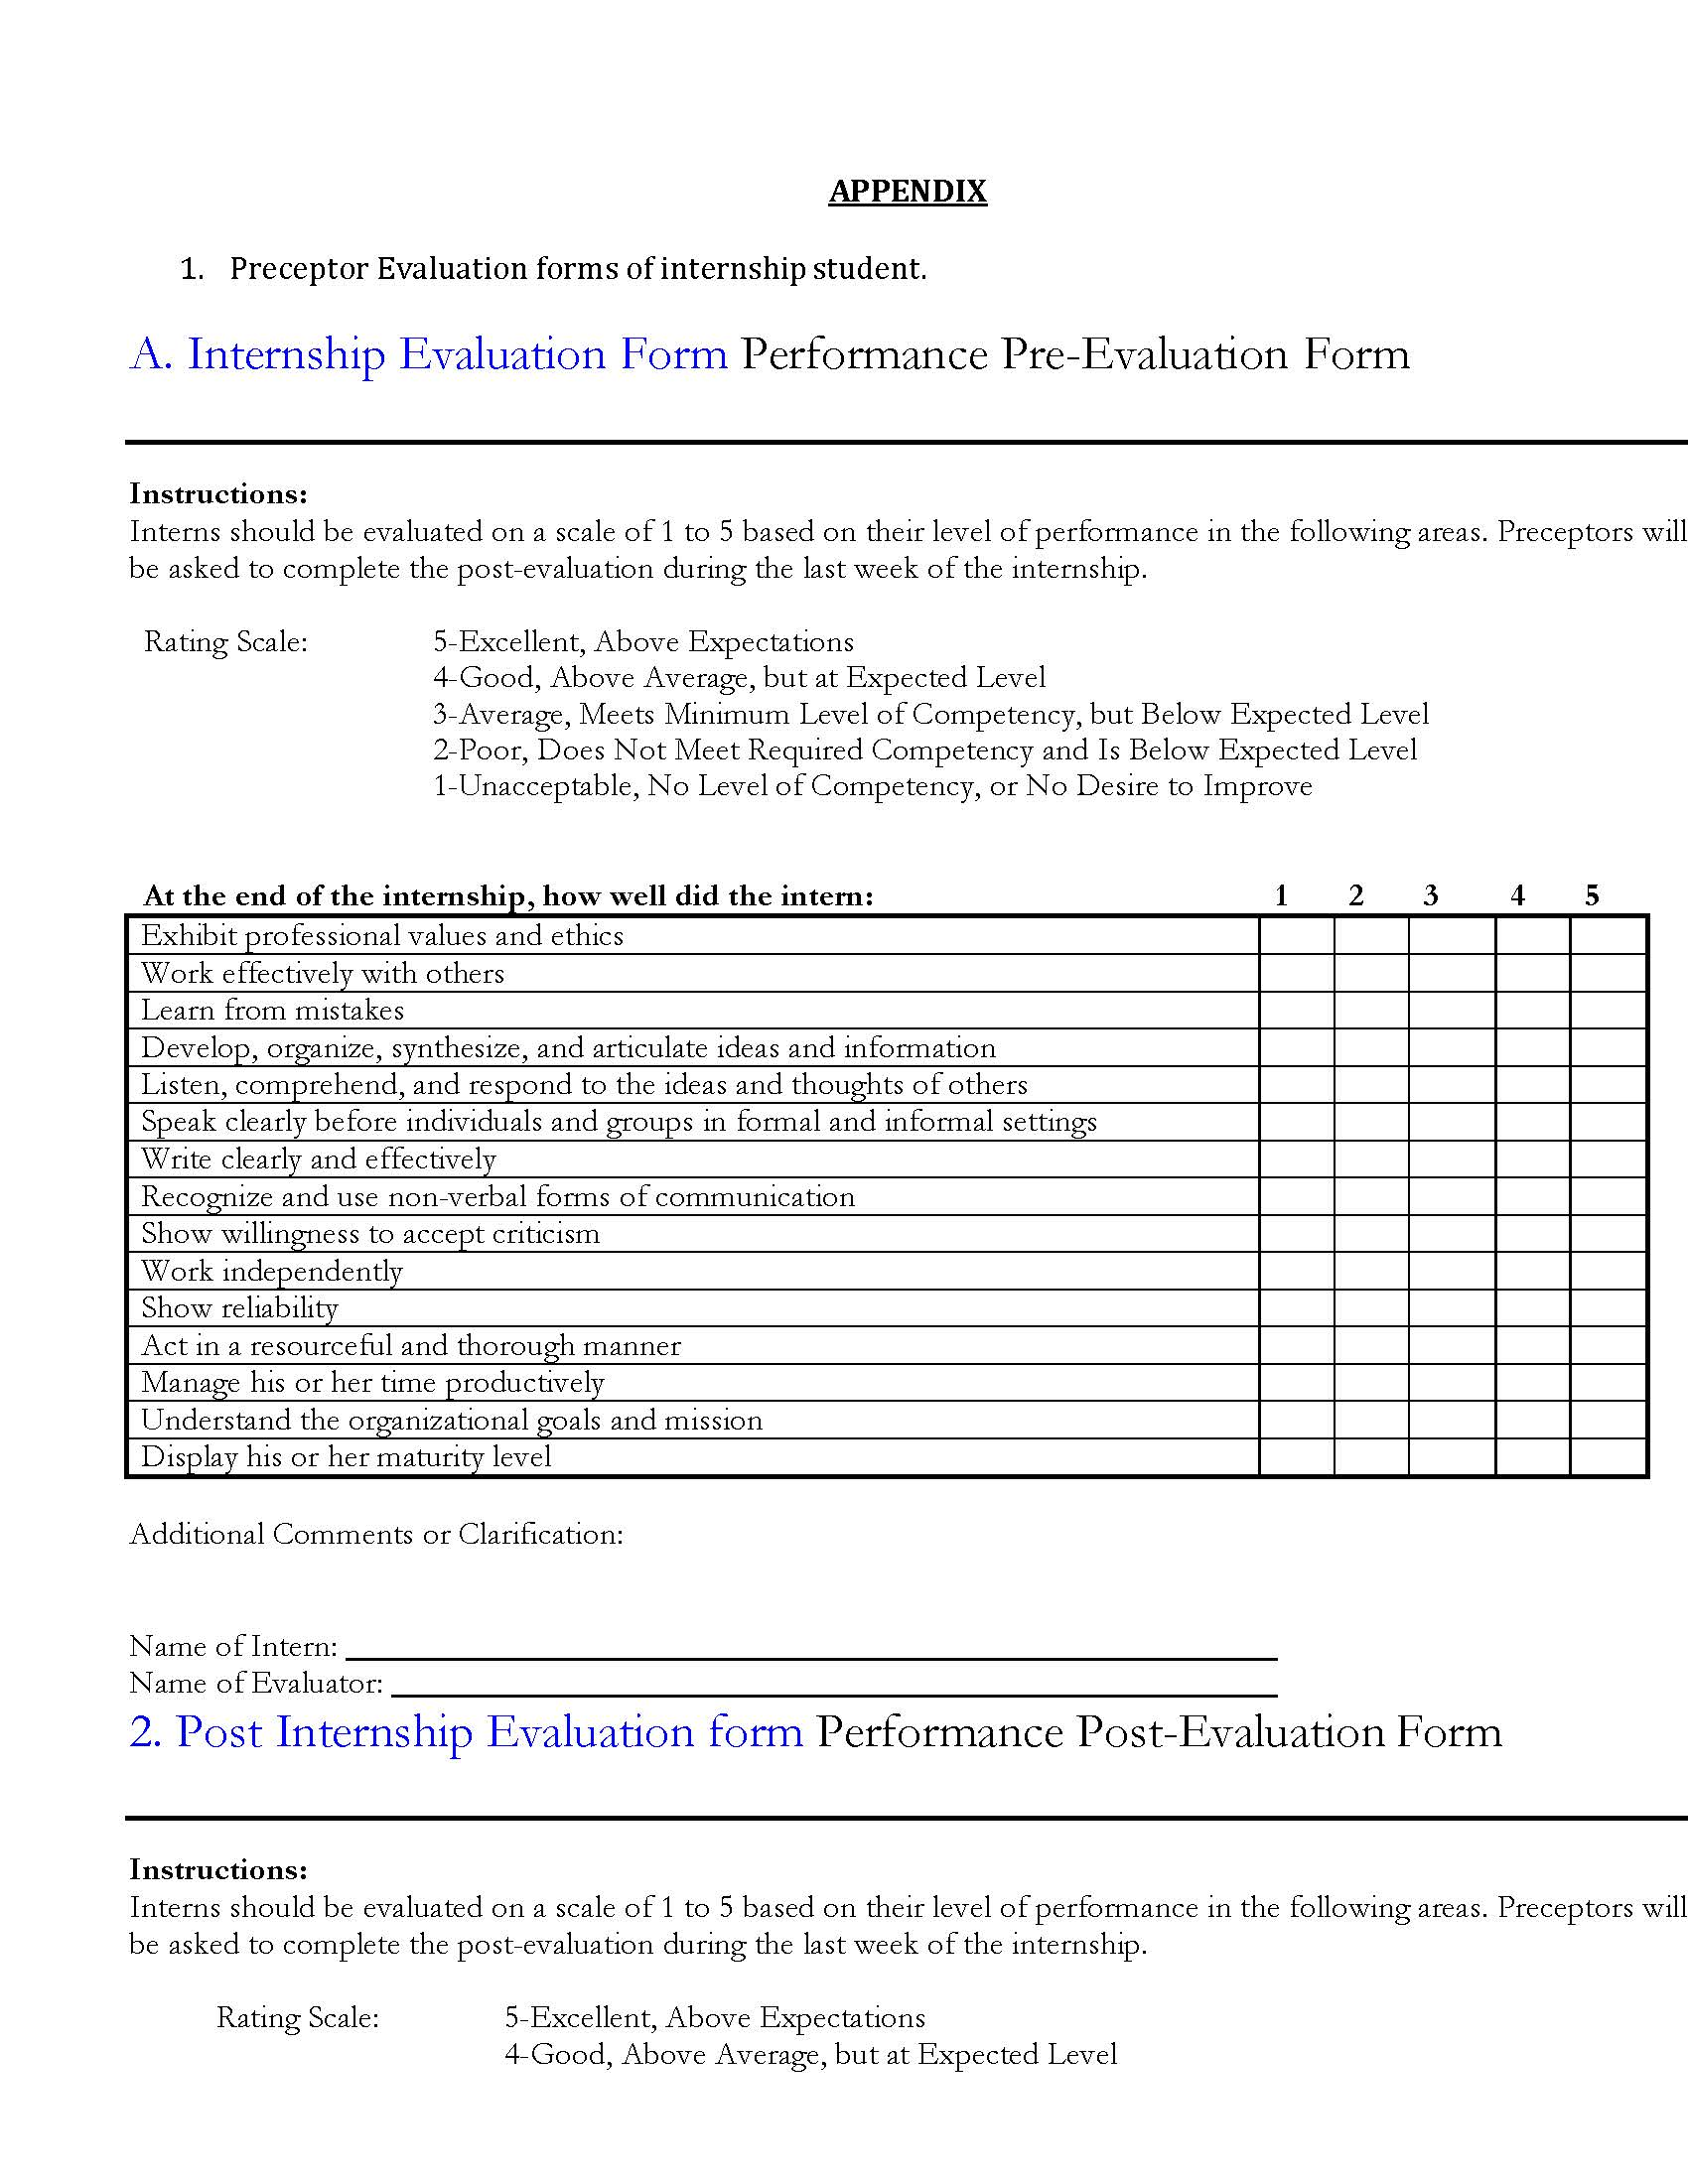 APPENDIX
1. Preceptor Evaluation forms of internship student.
A. Internship Evaluation Form Performance Pre-Evaluation Form
Instructions:
Interns should be evaluated on a scale of 1 to 5 based on their level of performance in the following areas. Preceptors will
be asked to complete the post-evaluation during the last week of the internship.
Rating Scale: 5-Excellent, Above Expectations
4-Good, Above Average, but at Expected Level
3-Average, Meets Minimum Level of Competency, but Below Expected Level
2-Poor, Does Not Meet Required Competency and Is Below Expected Level
1-Unacceptable, No Level of Competency, or No Desire to Improve
At the end of the internship, how well did the intern: 1 2 3 4 5
Exhibit professional values and ethics
Work effectively with others
Learn from mistakes
Develop, organize, synthesize, and articulate ideas and information
Listen, comprehend, and respond to the ideas and thoughts of others
Speak clearly before individuals and groups in formal and informal settings
Write clearly and effectively
Recognize and use non-verbal forms of communication
Show willingness to accept criticism
Work independently
Show reliability
Act in a resourceful and thorough manner
Manage his or her time productively
Understand the organizational goals and mission
Display his or her maturity level
Additional Comments or Clarification:
Name of Intern:
Name of Evaluator:
2. Post Internship Evaluation form Performance Post-Evaluation Form
Instructions:
Interns should be evaluated on a scale of 1 to 5 based on their level of performance in the following areas. Preceptors will
be asked to complete the post-evaluation during the last week of the internship.
Rating Scale: 5-Excellent, Above Expectations
4-Good, Above Average, but at Expected Level